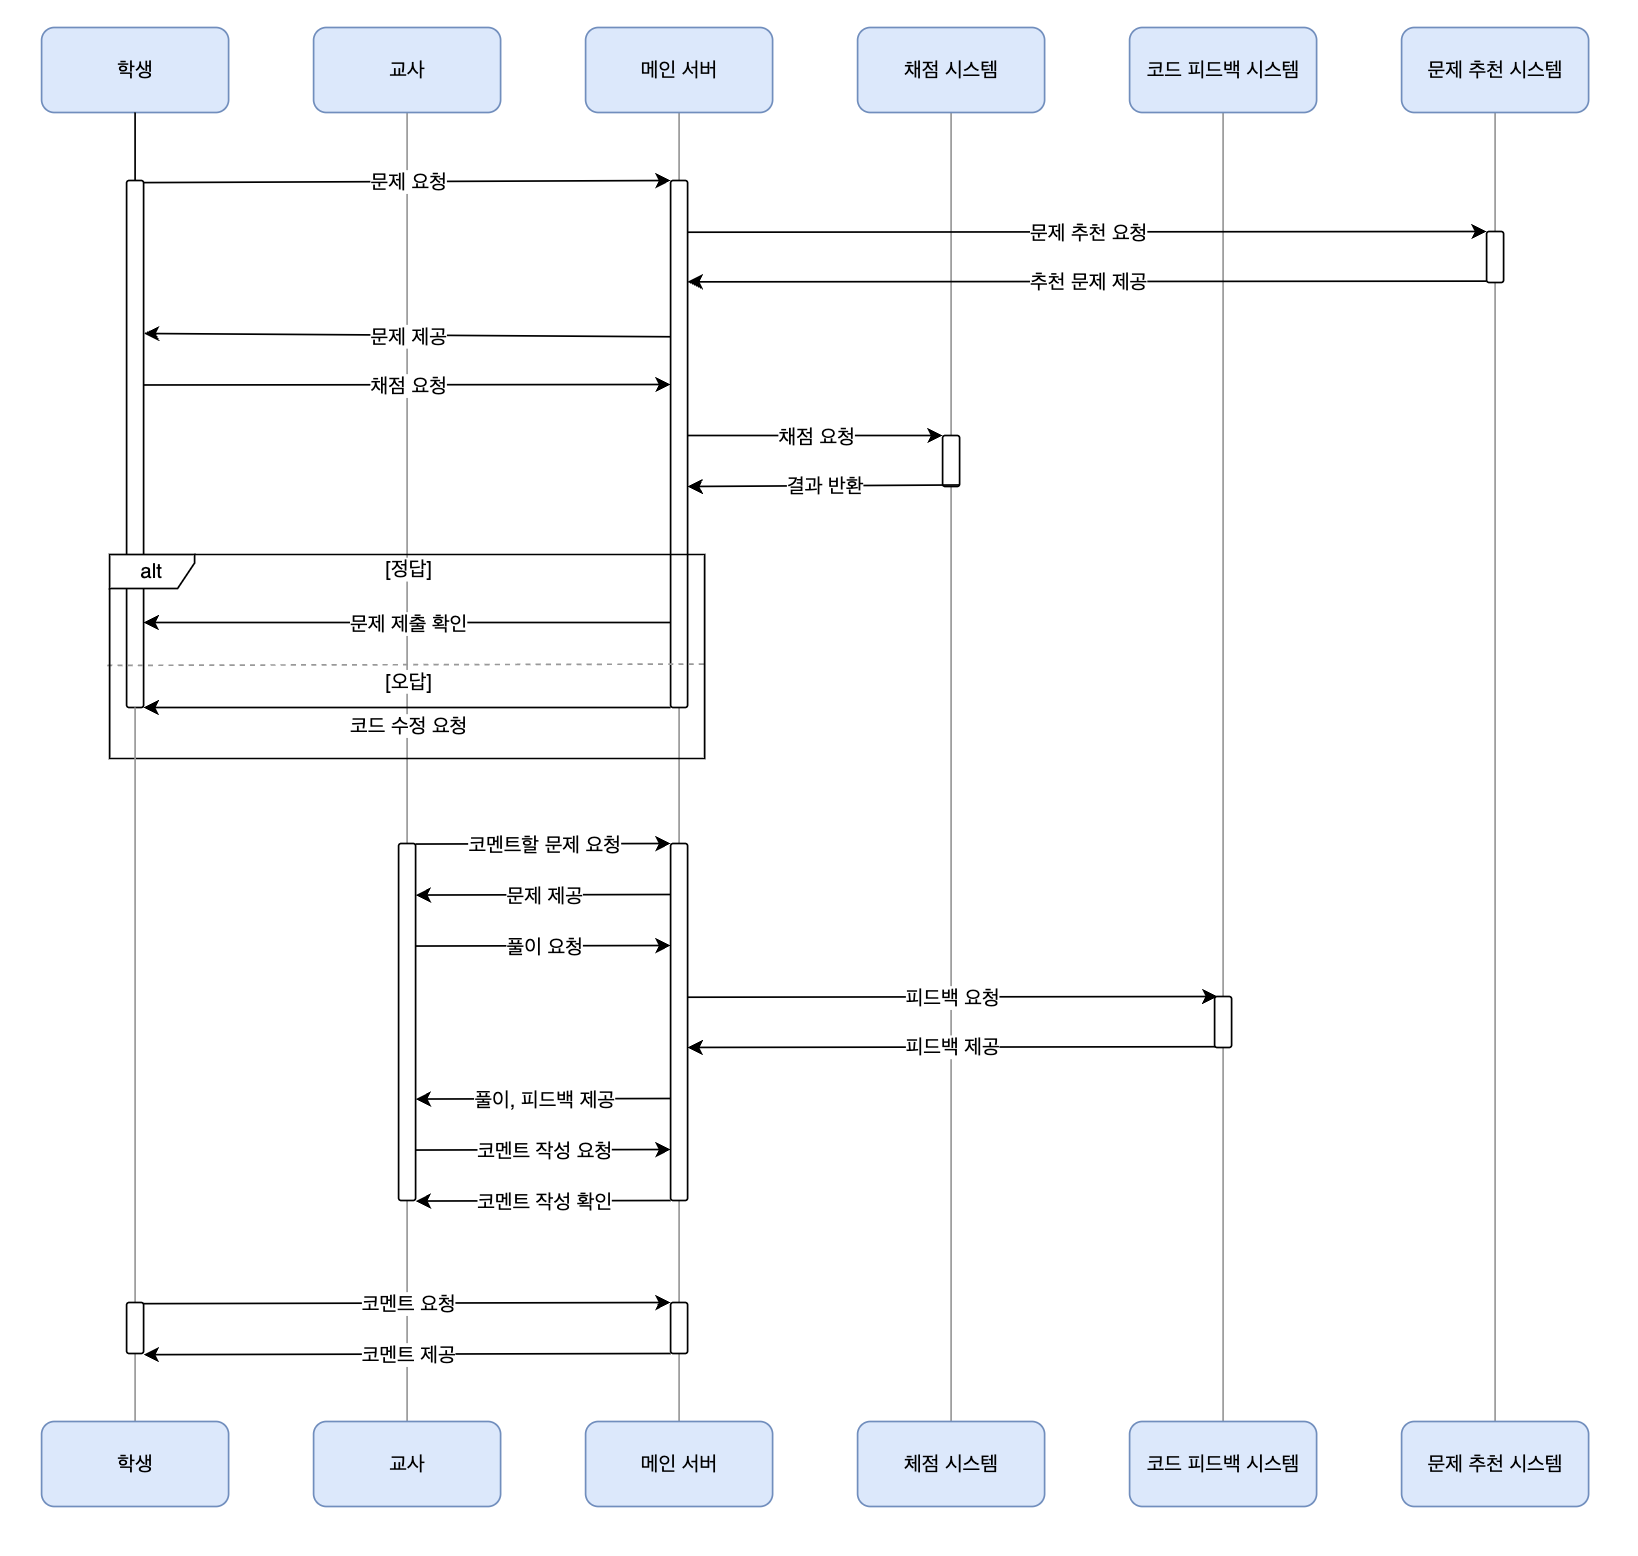 학생
교사
메인 서버
채점 시스템
코드 피드백 시스템
문제 추천 시스템
문제 요청
문제 추천 요청
추천 문제 제공
문제 제공
채점 요청
채점 요청
결과 반환
alt
[정답]
문제 제출 확인
[오답]
코드 수정 요청
코멘트할 문제 요청
문제 제공
풀이 요청
피드백 요청
피드백 제공
풀이, 피드백 제공
코멘트 작성 요청
코멘트 작성 확인
코멘트 요청
코멘트 제공
학생
교사
메인 서버
체점 시스템
코드 피드백 시스템
문제 추천 시스템